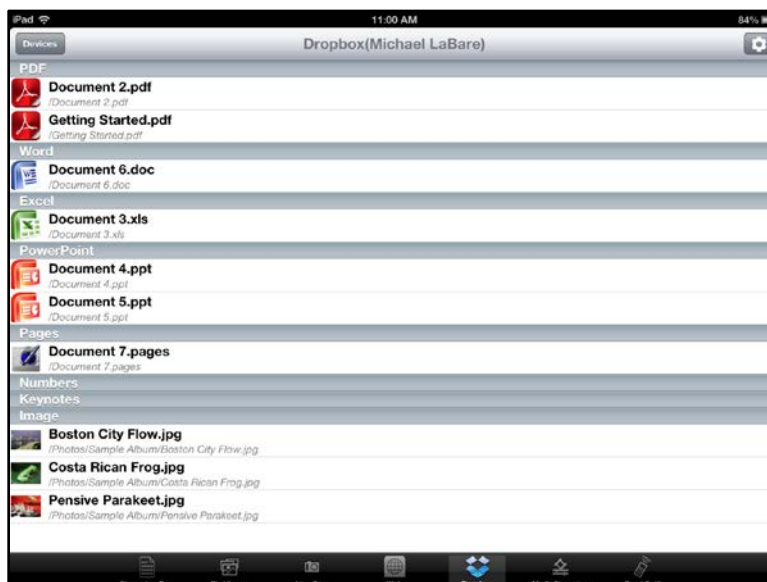 iPad
11:00 AM
84%
Devices
Dropbox(Michael LaBare)
PDF
Document 2.pdf
/Document 2.pdf
Getting Started.pdf
/Getting Started.pdf
Word
Document 6.doc
/Document 6.doc
Excel
Document 3.xls
/Document 3.xls
PowerPoint
Document 4.ppt
/Document 4.ppt
Document 5.ppt
/Document 5.ppt
Pages
Document 7.pages
/Document 7.pages
Numbers
Keynotes
Image
Boston City Flow.jpg
/Photos/Sample Album/Boston City Flow.jpg
Costa Rican Frog.jpg
/Photos/Sample Album/Costa Rican Frog.jpg
Pensive Parakeet.jpg
/Photos/Sample Album/Pensive Parakeet.jpg